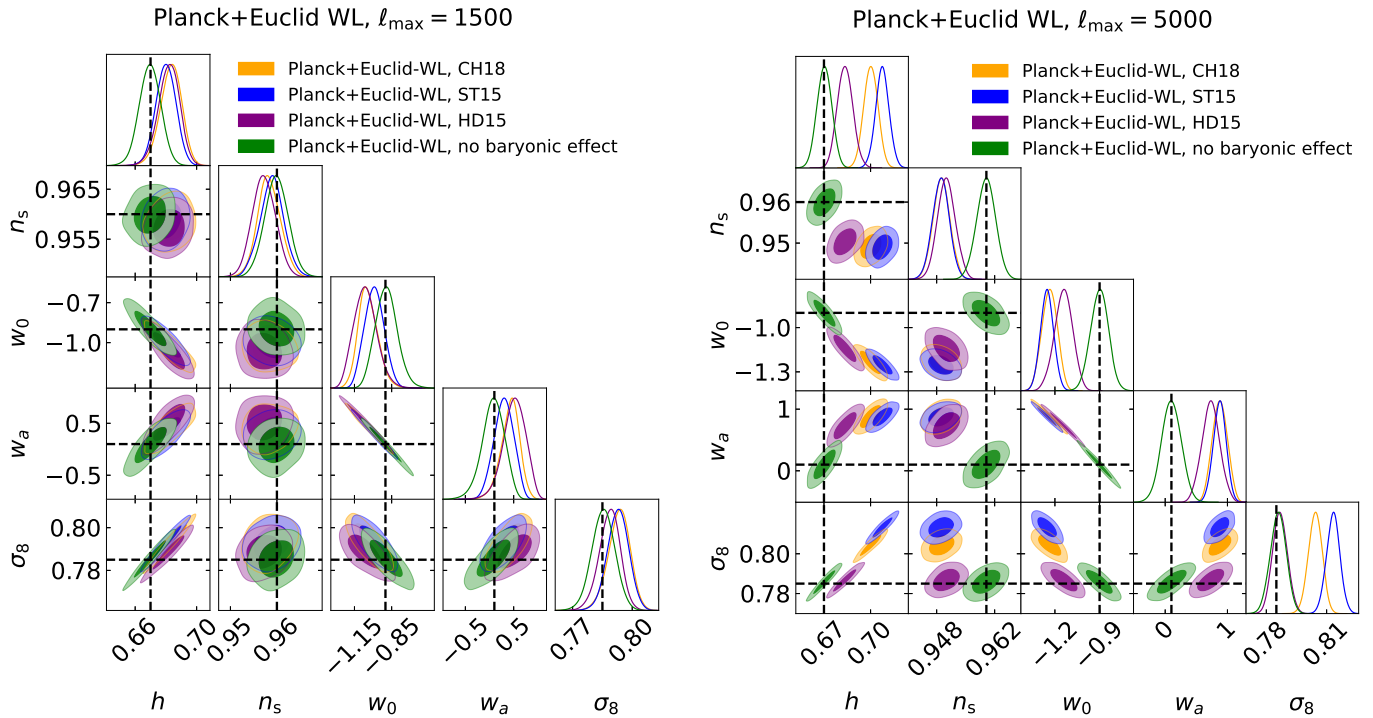 Planck+Euclid WL, ℓmax = 1500
Planck+Euclid-WL, CH18
Planck+Euclid-WL, ST15
Planck+Euclid-WL, HD15
Planck+Euclid-WL, no baryonic effect
0.965
0.955
ns
−0.7
−1.0
w0
0.5
−0.5
wa
0.80
0.78
σ8
0.66 0.70 0.95 0.96 −1.15 −0.85 −0.5 0.5 0.77 0.80
h ns w0 wa σ8
Planck+Euclid WL, ℓmax = 5000
Planck+Euclid-WL, CH18
Planck+Euclid-WL, ST15
Planck+Euclid-WL, HD15
Planck+Euclid-WL, no baryonic effect
0.96
0.95
ns
−1.0
−1.3
w0
1
0
wa
0.80
0.78
σ8
0.67 0.70 0.948 0.962 −1.2 −0.9 0 1 0.78 0.81
h ns w0 wa σ8